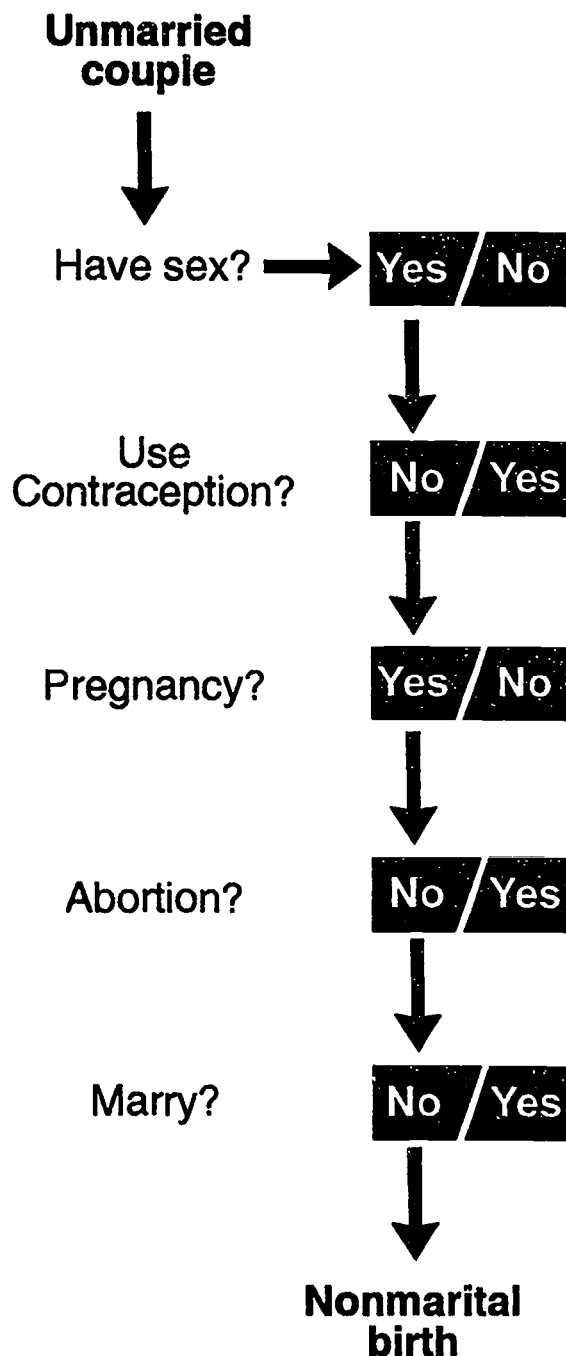 Unmarried
couple
Have sex?
Yes / No
Use
Contraception?
No / Yes
Pregnancy?
Yes / No
Abortion?
No / Yes
Marry?
No / Yes
Nonmarital
birth